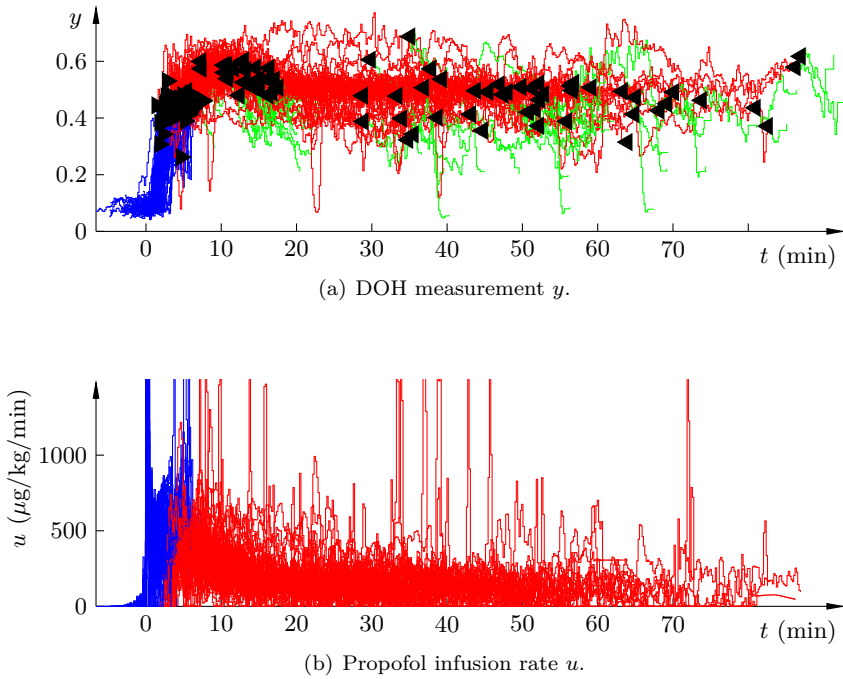 y
0.6
0.4
0.2
0
0 10 20 30 40 50 60 70
t (min)
(a) DOH measurement y.
u (µg/kg/min)
1000
500
0
0 10 20 30 40 50 60 70
t (min)
(b) Propofol infusion rate u.